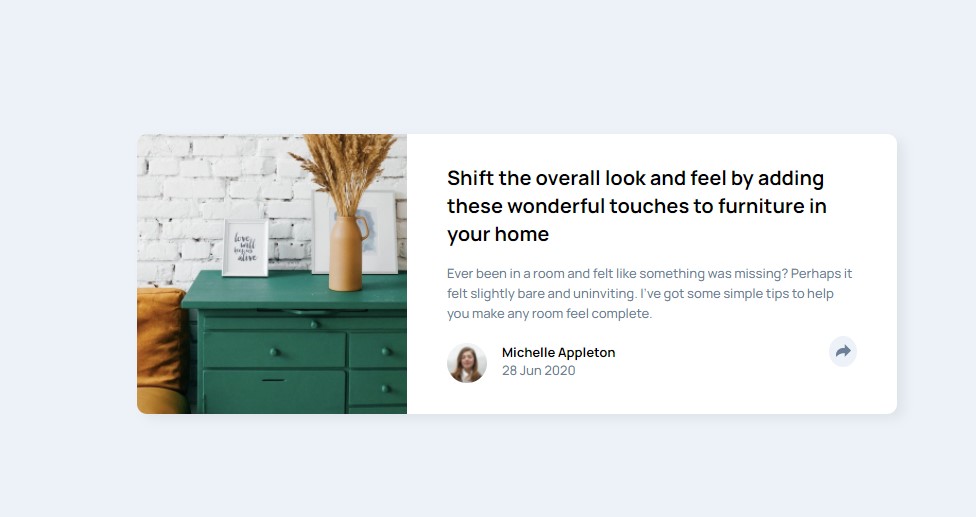 love
will
keep us
alive
Shift the overall look and feel by adding
these wonderful touches to furniture in
your home
Ever been in a room and felt like something was missing? Perhaps it
felt slightly bare and uninviting. I've got some simple tips to help
you make any room feel complete.
Michelle Appleton
28 Jun 2020